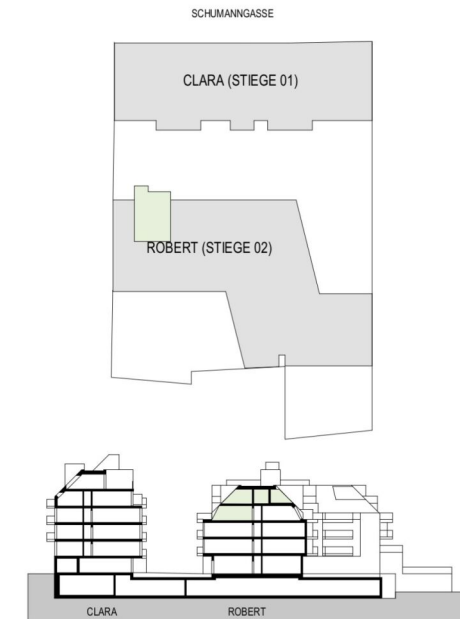 SCHUMANNGASSE
CLARA (STIEGE 01)
ROBERT (STIEGE 02)
CLARA
ROBERT